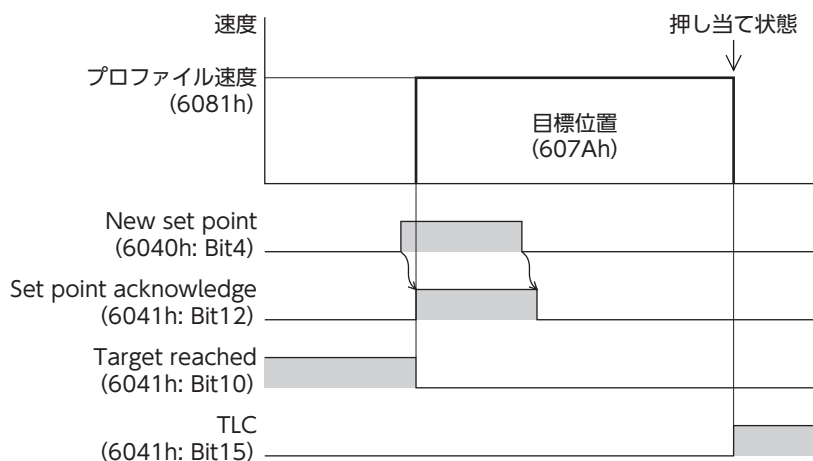 速度
押し当て状態
プロファイル速度
(6081h)
目標位置
(607Ah)
New set point
(6040h: Bit4)
Set point acknowledge
(6041h: Bit12)
Target reached
(6041h: Bit10)
TLC
(6041h: Bit15)